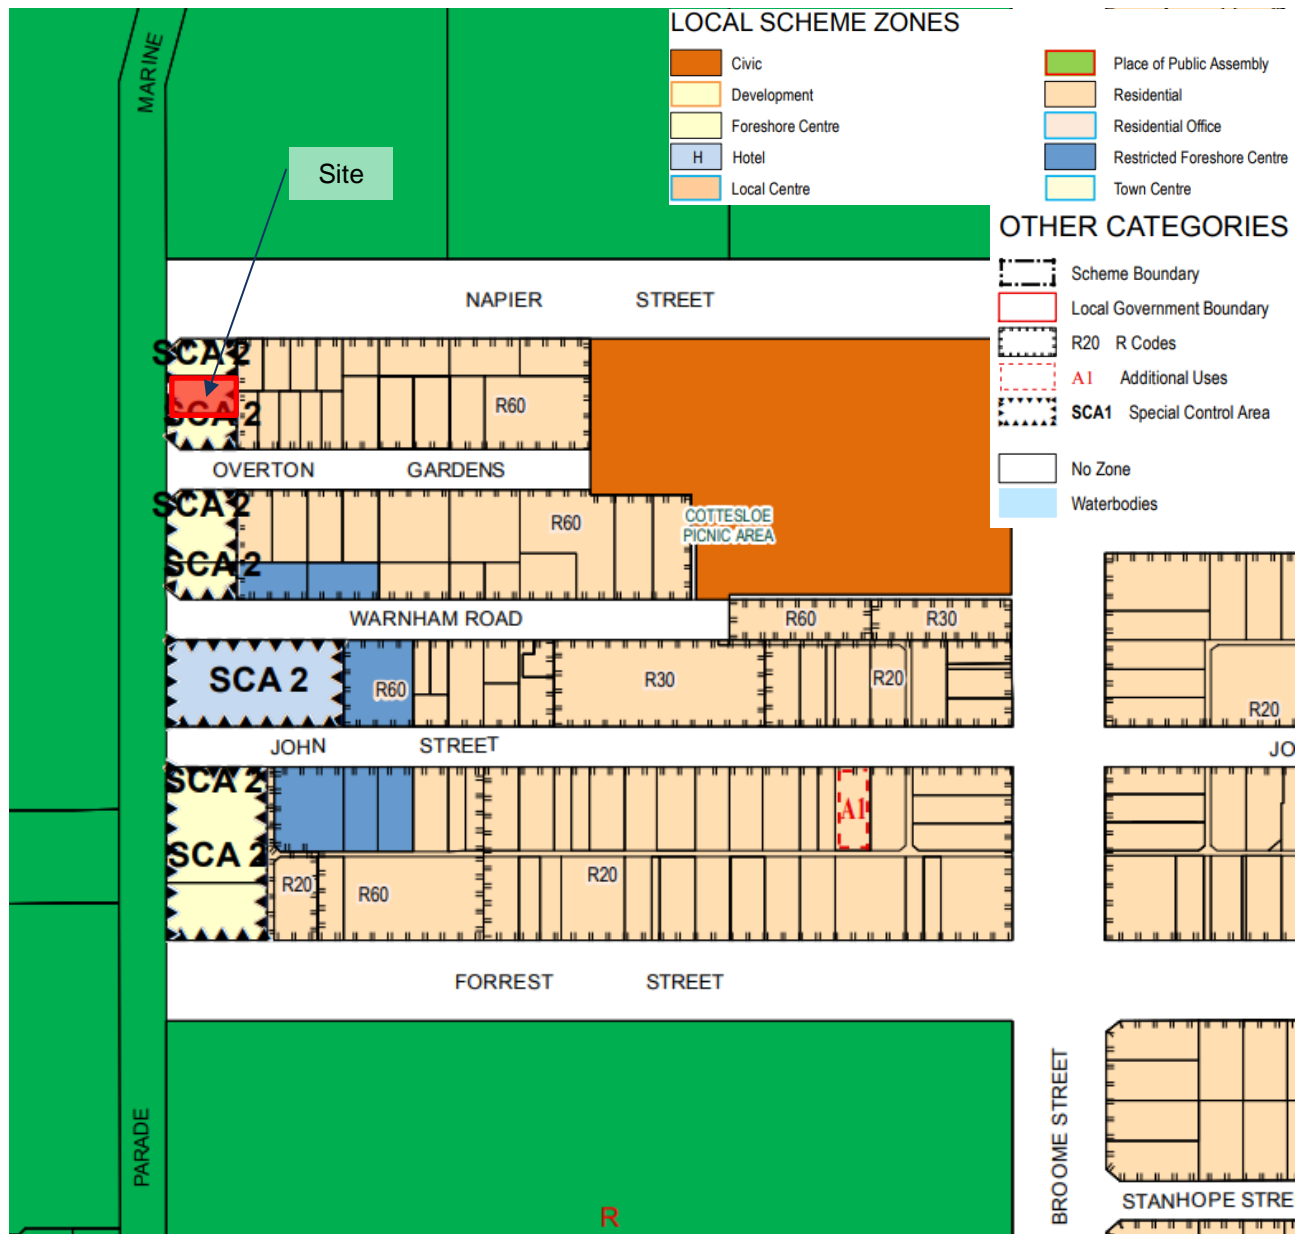 MARINE
LOCAL SCHEME ZONES
Civic
Development
Foreshore Centre
H Hotel
Local Centre
Place of Public Assembly
Residential
Residential Office
Restricted Foreshore Centre
Town Centre
Site
OTHER CATEGORIES
Scheme Boundary
Local Government Boundary
R20 R Codes
A1 Additional Uses
SCA1 Special Control Area
No Zone
Waterbodies
NAPIER STREET
SCA 2
SCA 2
R60
OVERTON GARDENS
SCA 2
R60
COTTESLOE
PICNIC AREA
SCA 2
WARNHAM ROAD
R60
R30
SCA 2
R60
R30
R20
R20
JOHN STREET
JO
SCA 2
A1
SCA 2
R20
R60
R20
FORREST STREET
BROOME STREET
PARADE
STANHOPE STRE
R